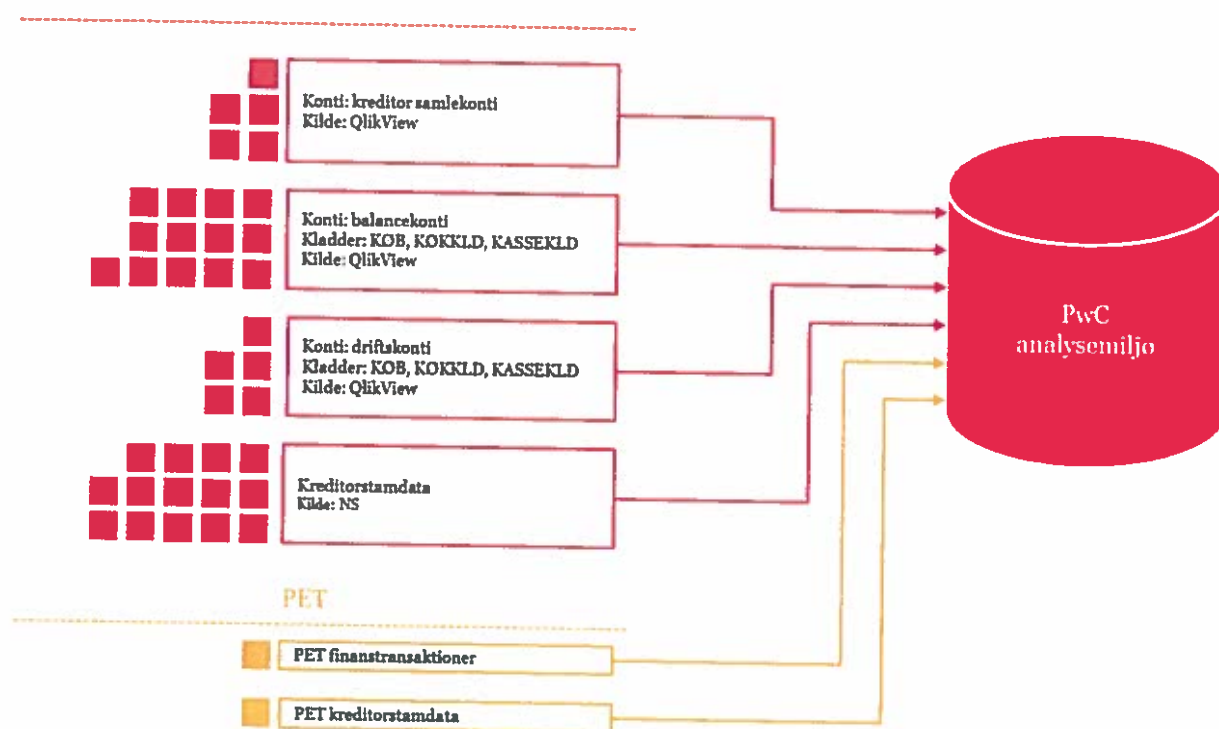 Konti: kreditor samlekonti
Kilde: QlikView
Konti: balancekonti
Kladder: KØB, KOKKLD, KASSEKLD
Kilde: QlikView
Konti: driftskonti
Kladder: KØB, KOKKLD, KASSEKLD
Kilde: QlikView
Kreditorstamdata
Kilde: NS
PwC
analysemiljø
PET
PET finanstransaktioner
PET kreditorstamdata